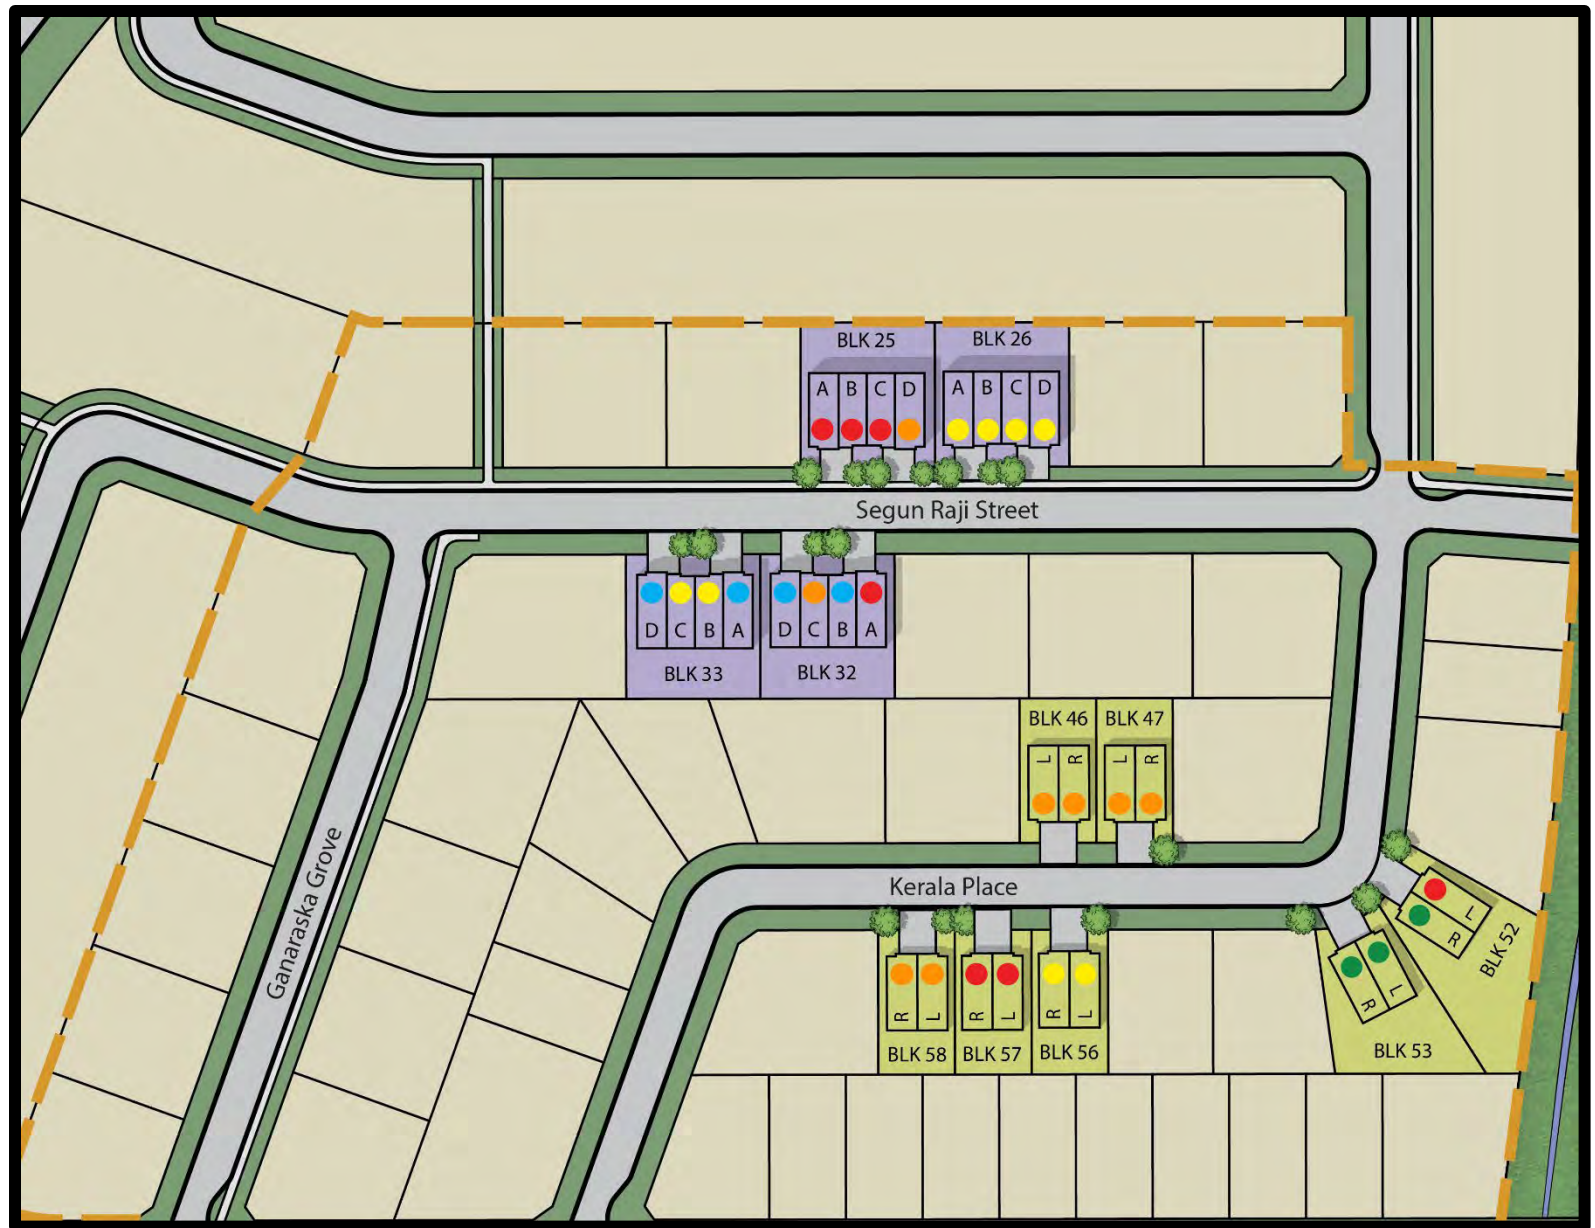 BLK 25
BLK 26
A B C D
A B C D
Segun Raji Street
D C B A
D C B A
BLK 33
BLK 32
BLK 46
BLK 47
L R
L R
Kerala Place
Ganaraska Grove
L
R
BLK 52
R L
R L
R L
R L
BLK 58
BLK 57
BLK 56
BLK 53